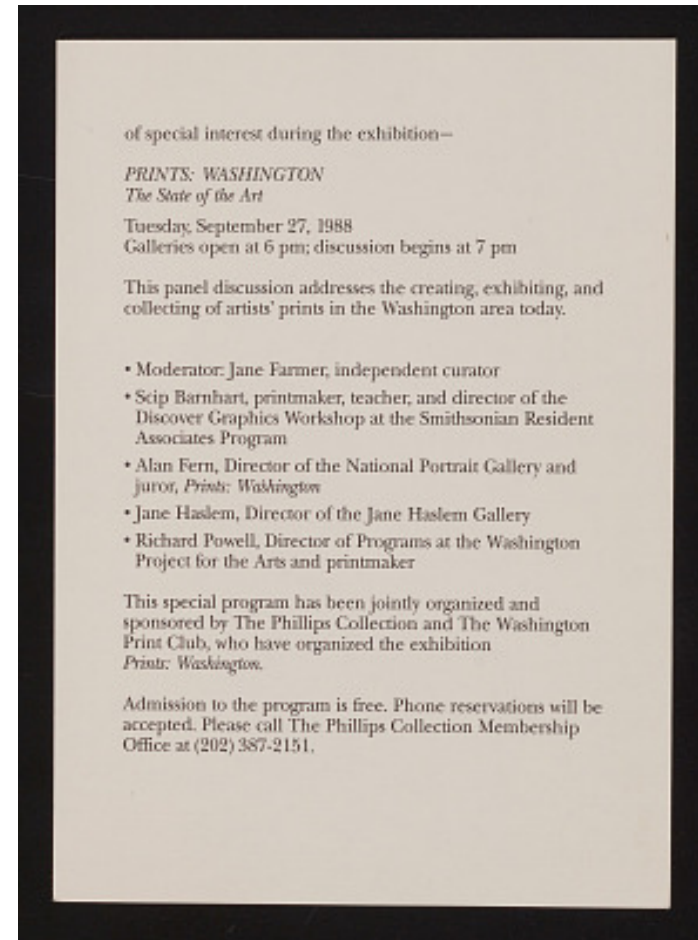 of special interest during the exhibition—
PRINTS: WASHINGTON
The State of the Art
Tuesday, September 27, 1988
Galleries open at 6 pm; discussion begins at 7 pm
This panel discussion addresses the creating, exhibiting, and
collecting of artists' prints in the Washington area today.
• Moderator: Jane Farmer, independent curator
• Scip Barnhart, printmaker, teacher, and director of the
Discover Graphics Workshop at the Smithsonian Resident
Associates Program
• Alan Fern, Director of the National Portrait Gallery and
juror, Prints: Washington
• Jane Haslem, Director of the Jane Haslem Gallery
• Richard Powell, Director of Programs at the Washington
Project for the Arts and printmaker
This special program has been jointly organized and
sponsored by The Phillips Collection and The Washington
Print Club, who have organized the exhibition
Prints: Washington.
Admission to the program is free. Phone reservations will be
accepted. Please call The Phillips Collection Membership
Office at (202) 387-2151.